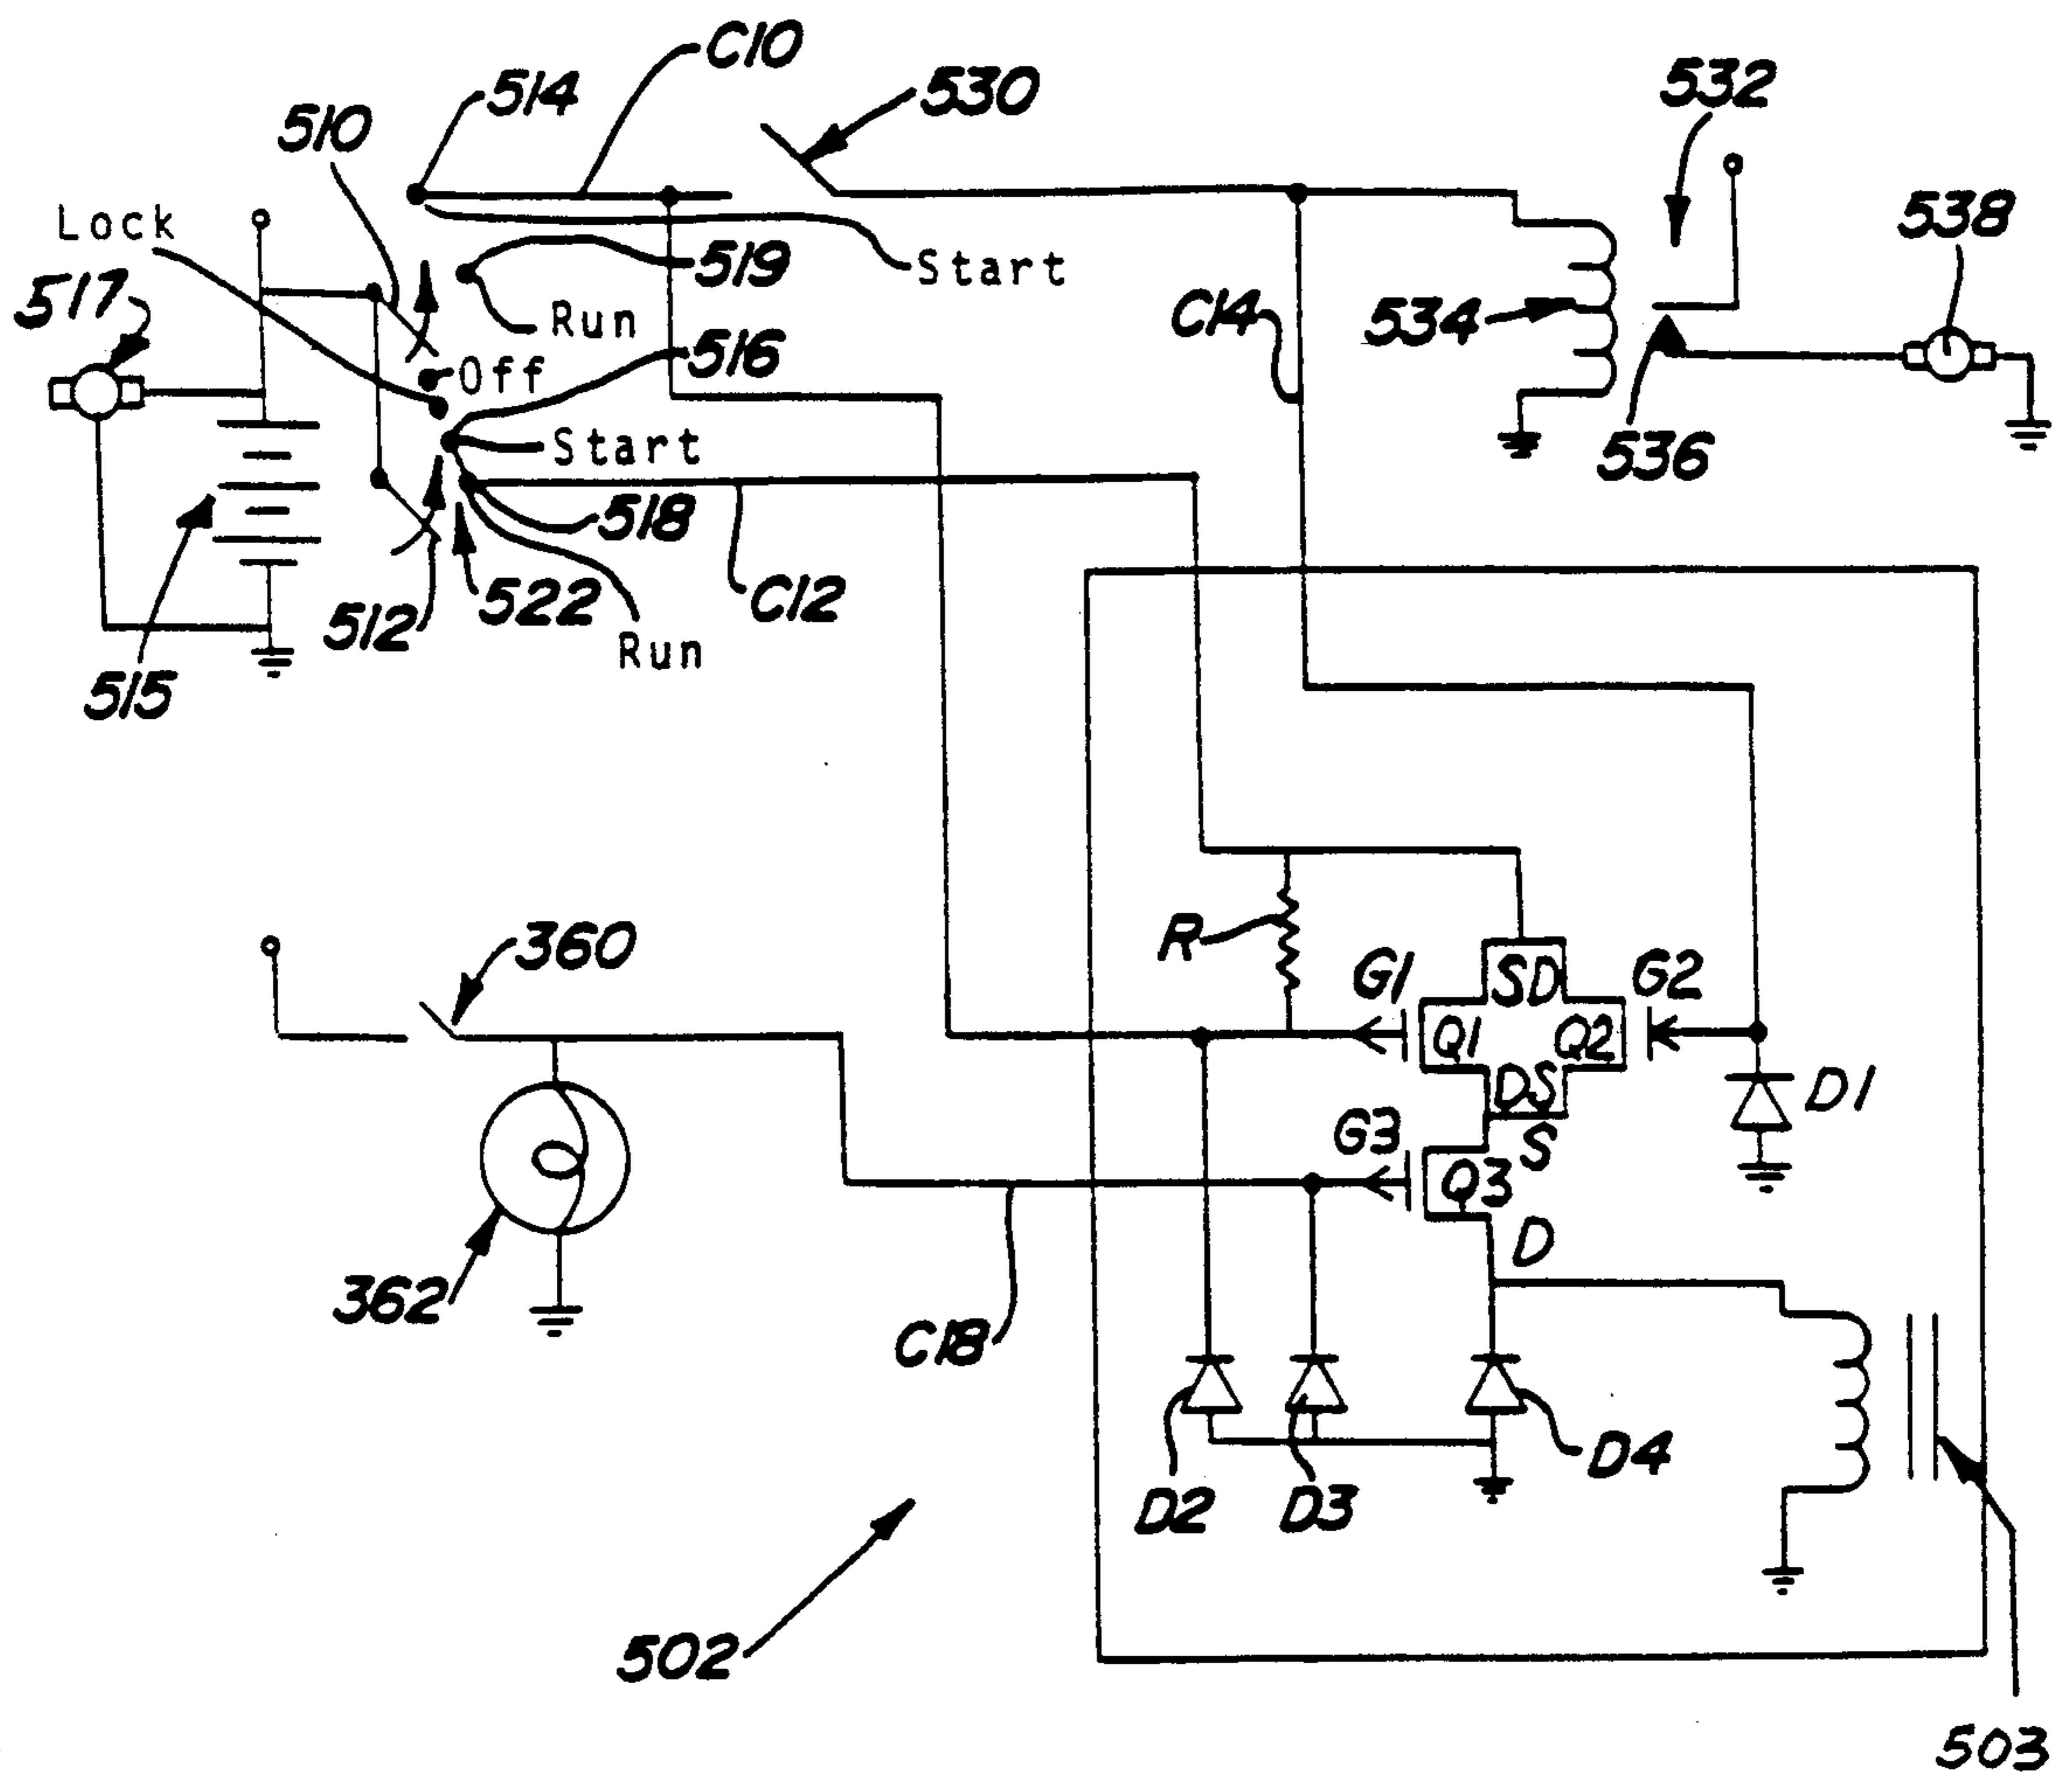 C10
514
530
532
510
Lock
538
519
Start
517
Run
C14
534
516
Off
Start
536
518
522
C12
512
Run
515
R
360
G1
SD
G2
Q1
Q2
DS
D1
G3
S
Q3
D
362
C18
D4
D2
D3
502
503